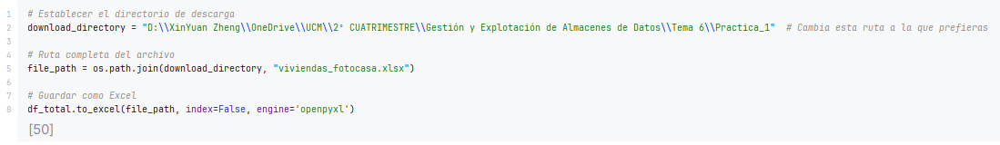 1 # Establecer el directorio de descarga
2 download_directory = "D:\\XinYuan Zheng\\OneDrive\\UCM\\2º CUATRIMESTRE\\Gestión y Explotación de Almacenes de Datos\\Tema 6\\Practica_1"  # Cambia esta ruta a la que prefieras
3
4 # Ruta completa del archivo
5 file_path = os.path.join(download_directory, "viviendas_fotocasa.xlsx")
6
7 # Guardar como Excel
8 df_total.to_excel(file_path, index=False, engine='openpyxl')
[50]